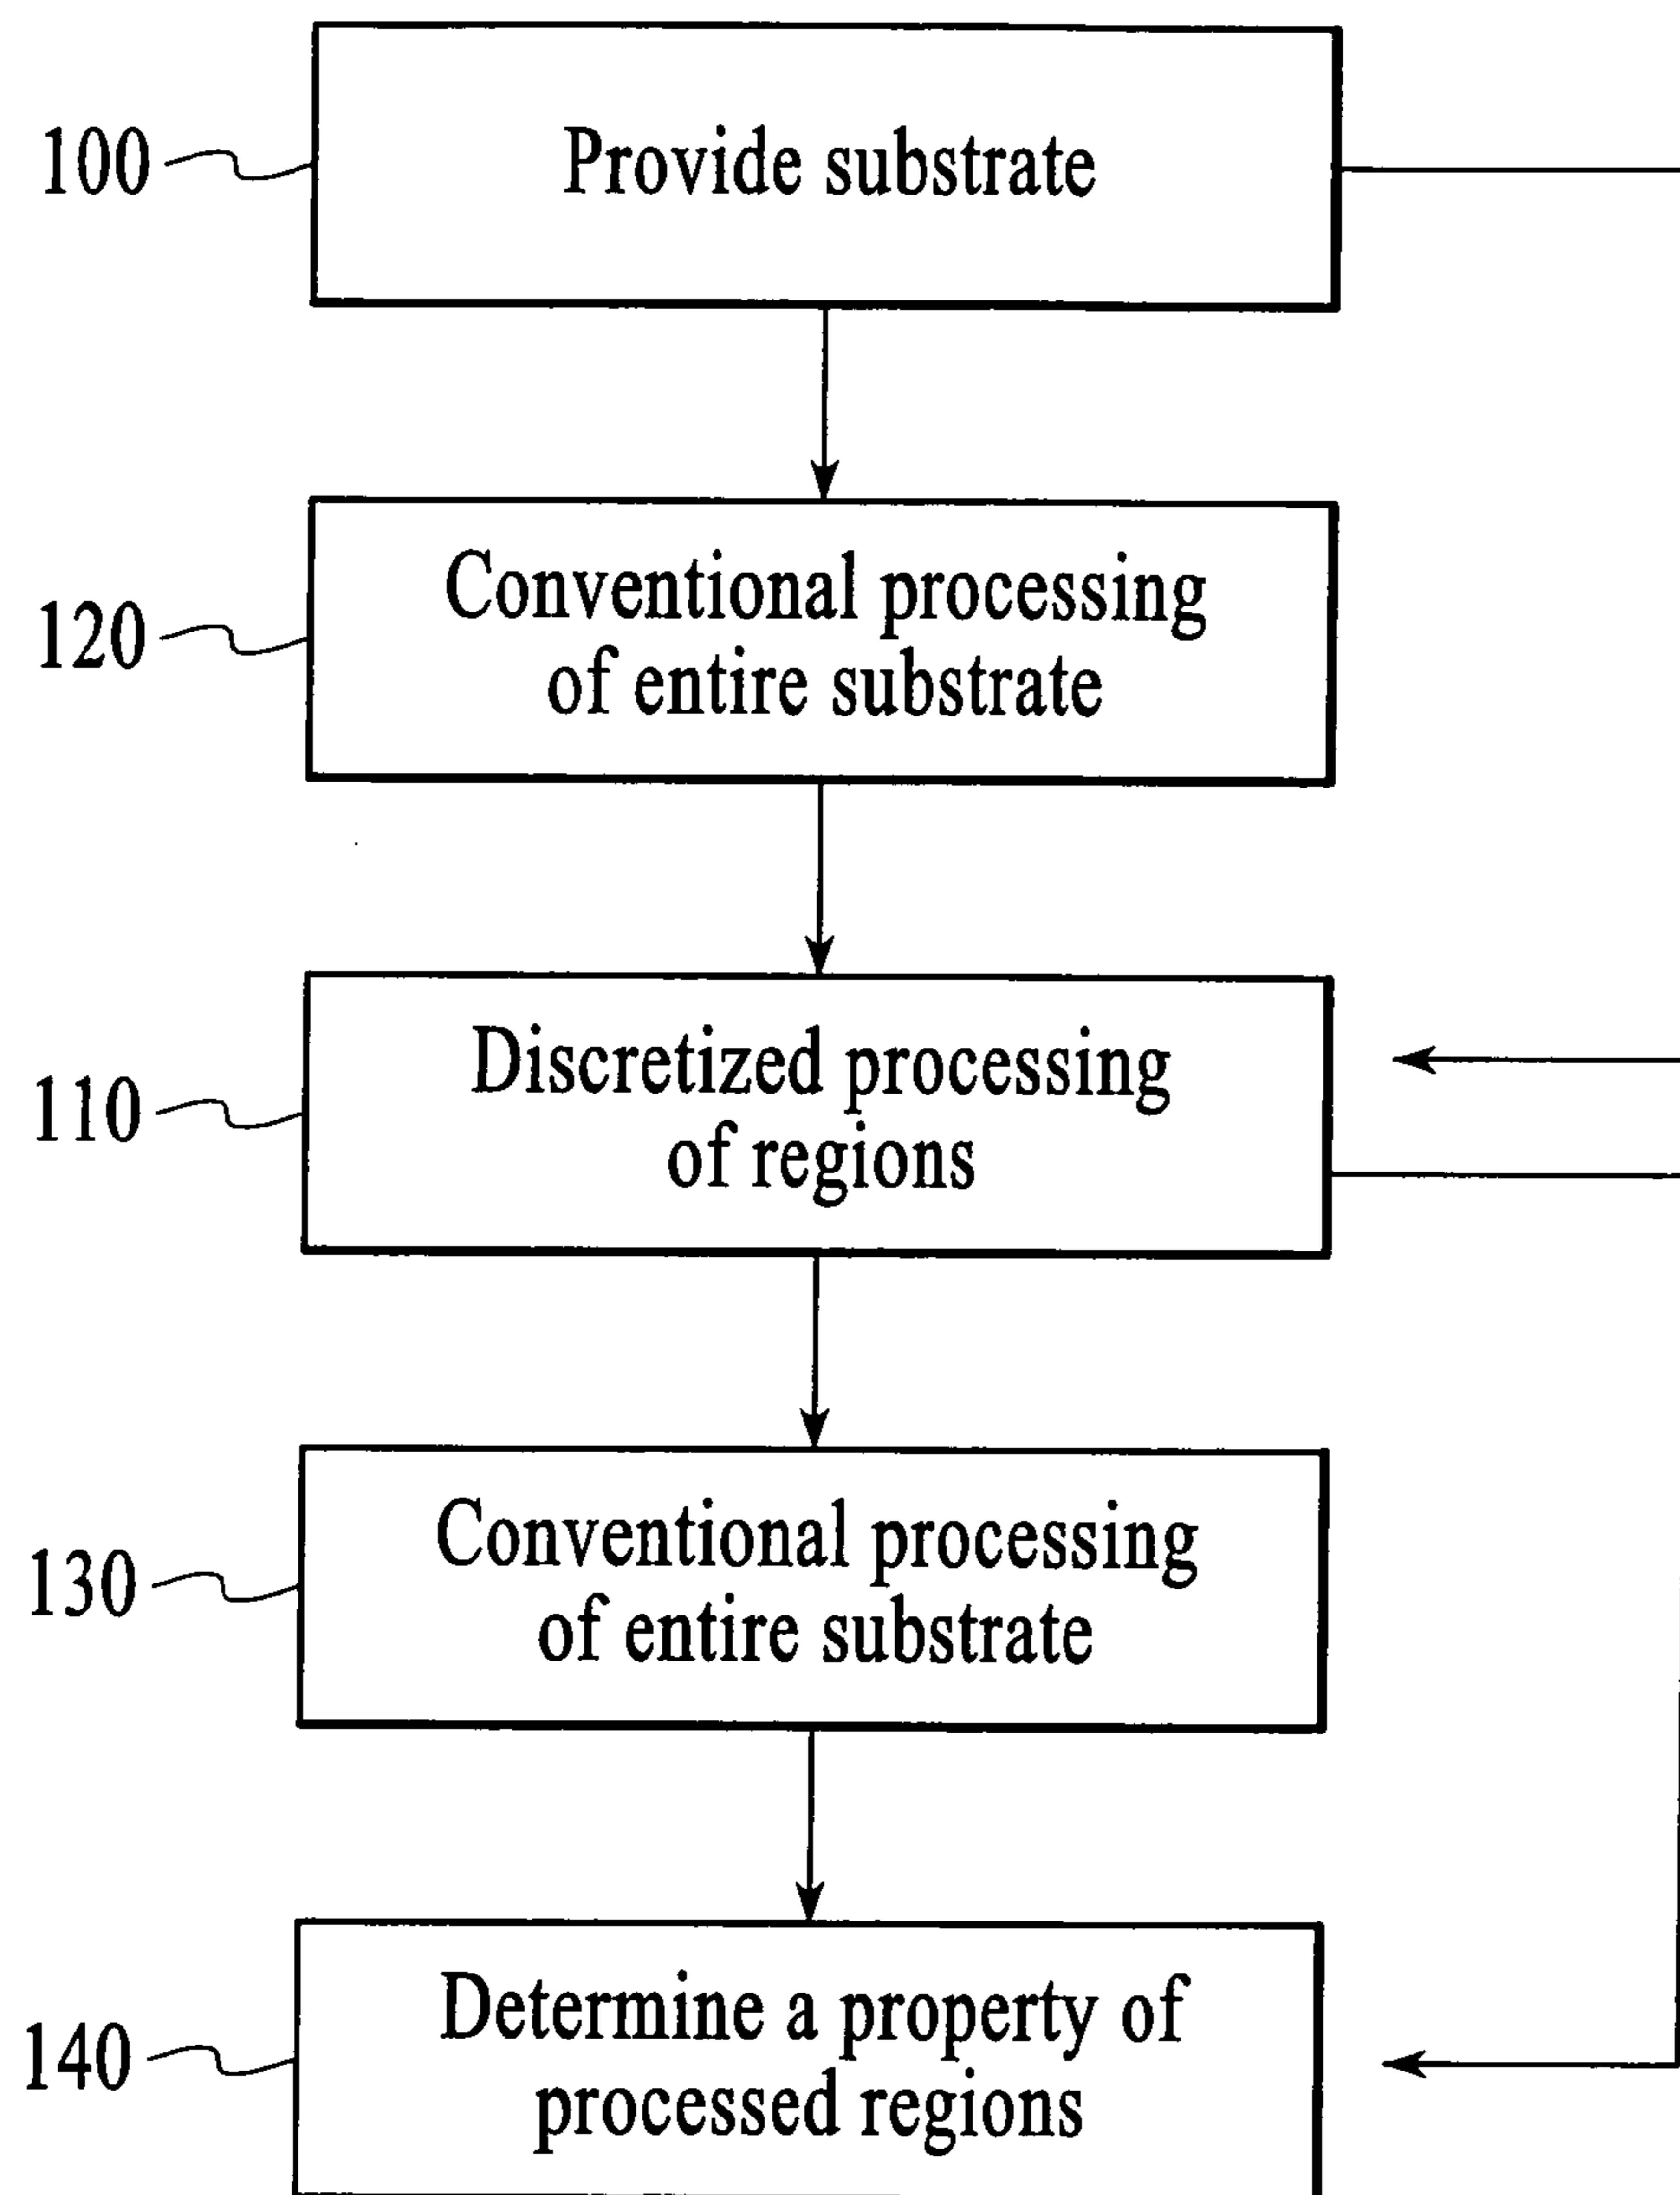 100
Provide substrate
120
Conventional processing
of entire substrate
110
Discretized processing
of regions
130
Conventional processing
of entire substrate
140
Determine a property of
processed regions